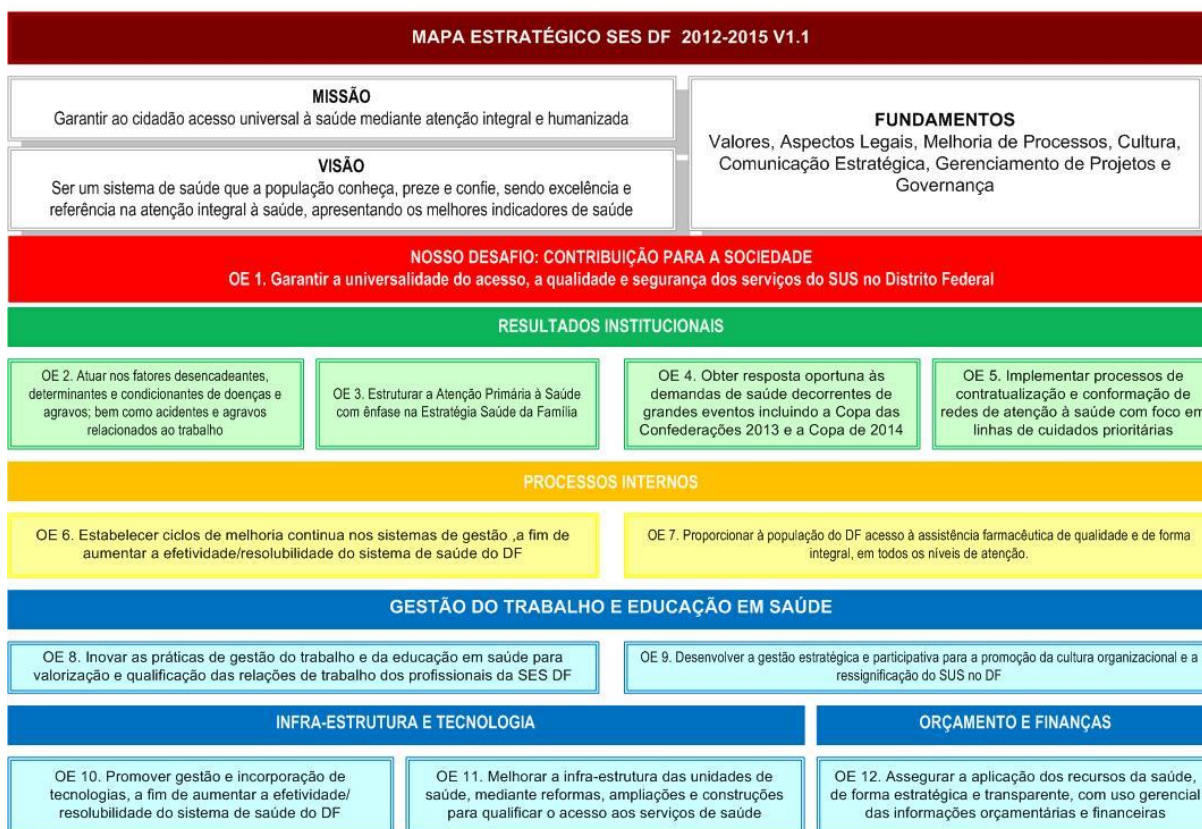 MAPA ESTRATÉGICO SES DF 2012-2015 V1.1
MISSÃO
Garantir ao cidadão acesso universal à saúde mediante atenção integral e humanizada
VISÃO
Ser um sistema de saúde que a população conheça, preze e confie, sendo excelência e
referência na atenção integral à saúde, apresentando os melhores indicadores de saúde
FUNDAMENTOS
Valores, Aspectos Legais, Melhoria de Processos, Cultura,
Comunicação Estratégica, Gerenciamento de Projetos e
Governança
NOSSO DESAFIO: CONTRIBUIÇÃO PARA A SOCIEDADE
OE 1. Garantir a universalidade do acesso, a qualidade e segurança dos serviços do SUS no Distrito Federal
RESULTADOS INSTITUCIONAIS
OE 2. Atuar nos fatores desencadeantes,
determinantes e condicionantes de doenças e
agravos; bem como acidentes e agravos
relacionados ao trabalho
OE 3. Estruturar a Atenção Primária à Saúde
com ênfase na Estratégia Saúde da Família
OE 4. Obter resposta oportuna às
demandas de saúde decorrentes de
grandes eventos incluindo a Copa das
Confederações 2013 e a Copa de 2014
OE 5. Implementar processos de
contratualização e conformação de
redes de atenção à saúde com foco em
linhas de cuidados prioritárias
PROCESSOS INTERNOS
OE 6. Estabelecer ciclos de melhoria continua nos sistemas de gestão ,a fim de
aumentar a efetividade/resolubilidade do sistema de saúde do DF
OE 7. Proporcionar à população do DF acesso à assistência farmacêutica de qualidade e de forma
integral, em todos os níveis de atenção.
GESTÃO DO TRABALHO E EDUCAÇÃO EM SAÚDE
OE 8. Inovar as práticas de gestão do trabalho e da educação em saúde para
valorização e qualificação das relações de trabalho dos profissionais da SES DF
OE 9. Desenvolver a gestão estratégica e participativa para a promoção da cultura organizacional e a
ressignificação do SUS no DF
INFRA-ESTRUTURA E TECNOLOGIA
ORÇAMENTO E FINANÇAS
OE 10. Promover gestão e incorporação de
tecnologias, a fim de aumentar a efetividade/
resolubilidade do sistema de saúde do DF
OE 11. Melhorar a infra-estrutura das unidades de
saúde, mediante reformas, ampliações e construções
para qualificar o acesso aos serviços de saúde
OE 12. Assegurar a aplicação dos recursos da saúde,
de forma estratégica e transparente, com uso gerencial
das informações orçamentárias e financeiras